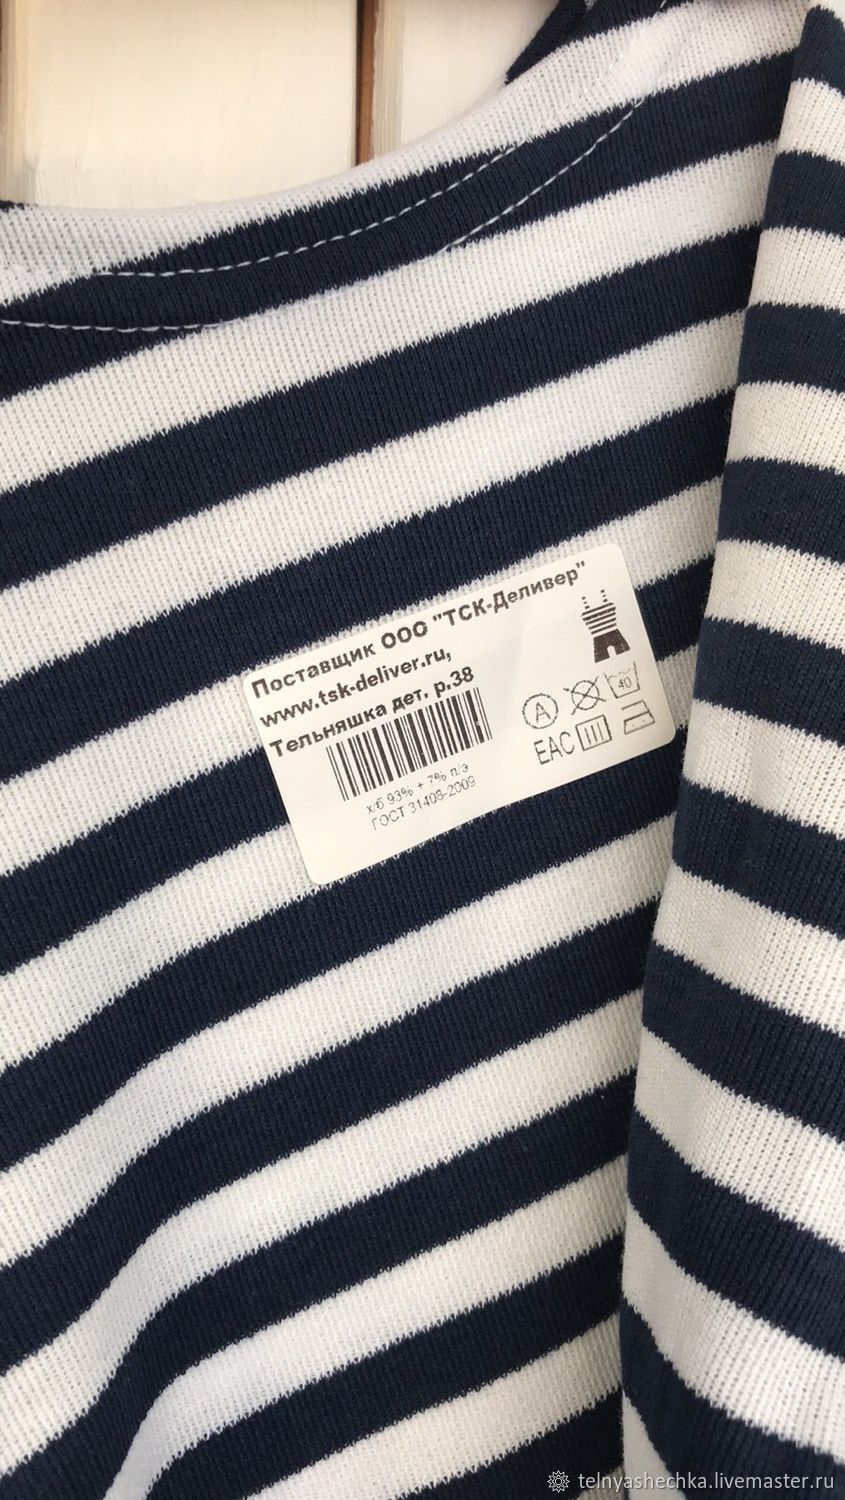 Поставщик ООО "ТСК-Деливер"
www.tsk-deliver.ru,
Тельняшка дет. р.38
х/б 93% + 7% п/э
ГОСТ 31408-2009
A
40
EAC
telnyashechka.livemaster.ru